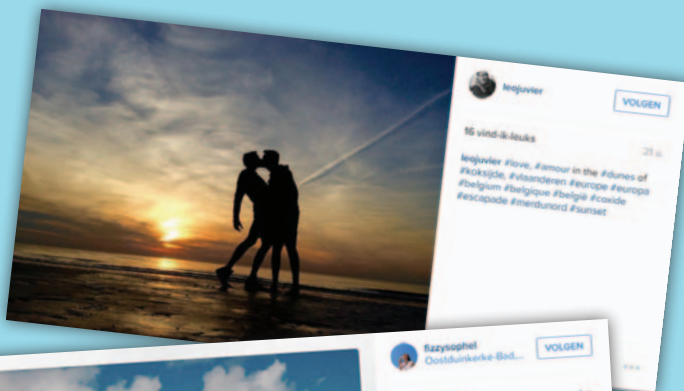 leojuvier
VOLGEN
16 vind-ik-leuks
21 u
leojuvier #love, #amour in the #dunes of
#koksijde, #vlaanderen #europe #europa
#belgium #belgique #belgië #coxide
#escapade #merdunord #sunset
fizzysophel
Oostduinkerke-Bad...
VOLGEN